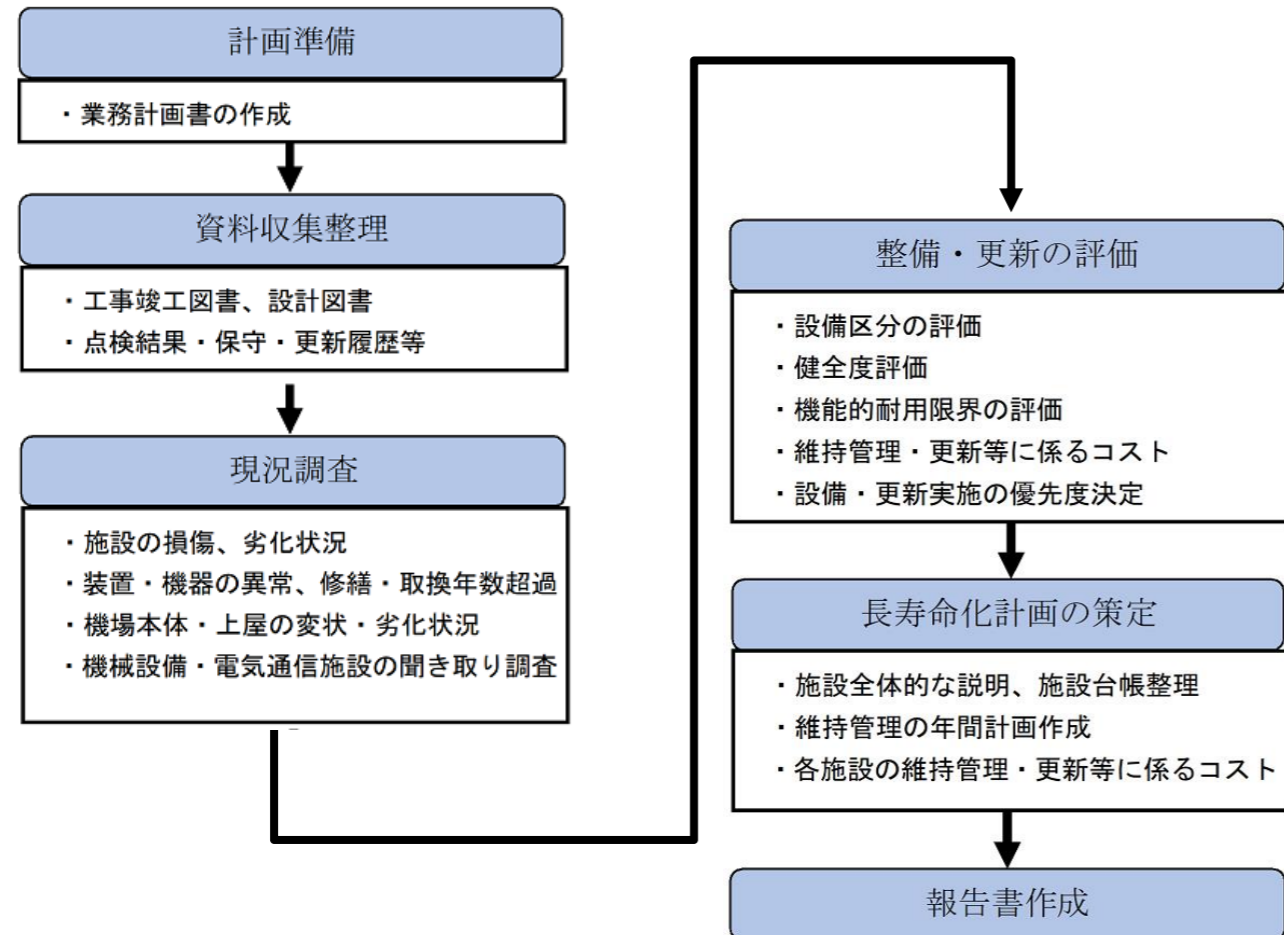 計画準備
・業務計画書の作成
資料収集整理
・工事竣工図書、設計図書
・点検結果・保守・更新履歴等
現況調査
・施設の損傷、劣化状況
・装置・機器の異常、修繕・取換年数超過
・機場本体・上屋の変状・劣化状況
・機械設備・電気通信施設の聞き取り調査
整備・更新の評価
・設備区分の評価
・健全度評価
・機能的耐用限界の評価
・維持管理・更新等に係るコスト
・設備・更新実施の優先度決定
長寿命化計画の策定
・施設全体的な説明、施設台帳整理
・維持管理の年間計画作成
・各施設の維持管理・更新等に係るコスト
報告書作成